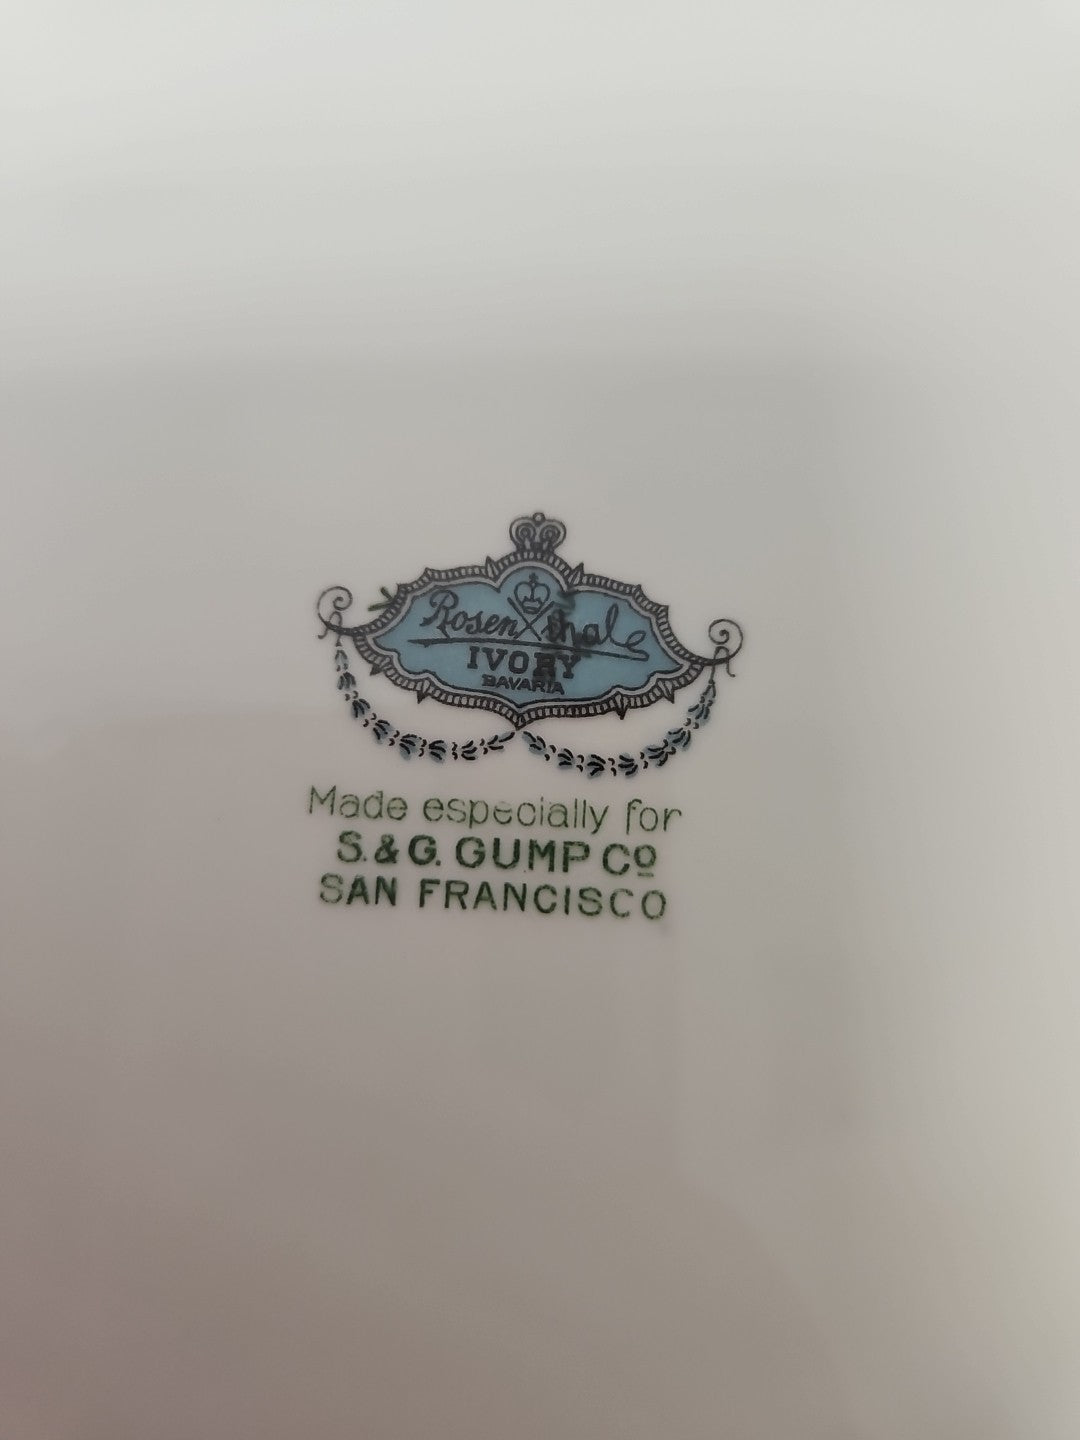 Rosenthal
IVORY
BAVARIA
Made especially for
S. & G. GUMP Cº
SAN FRANCISCO